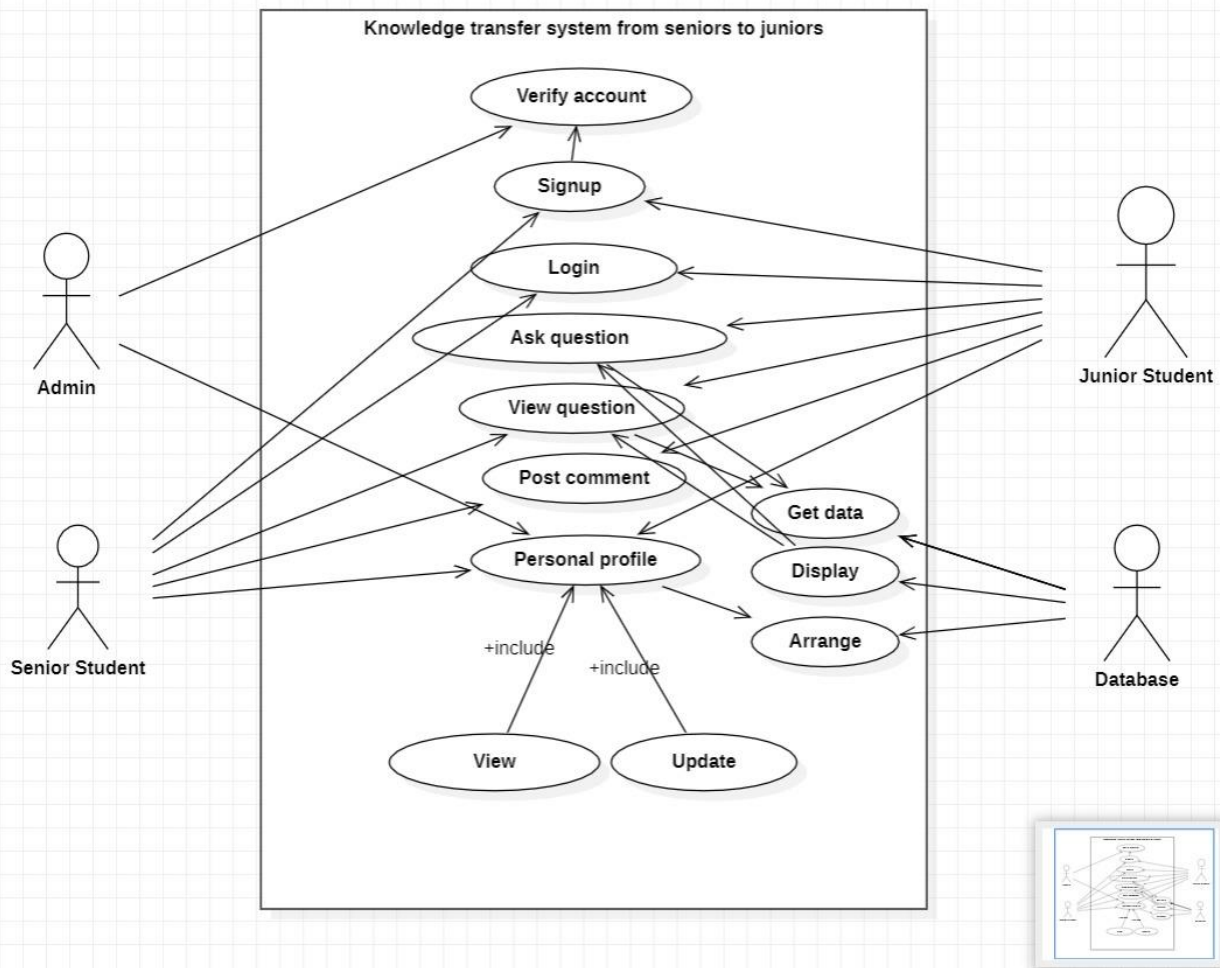 Knowledge transfer system from seniors to juniors
Verify account
Signup
Login
Ask question
View question
Post comment
Get data
Personal profile
Display
Arrange
+include
+include
View
Update
Admin
Senior Student
Junior Student
Database